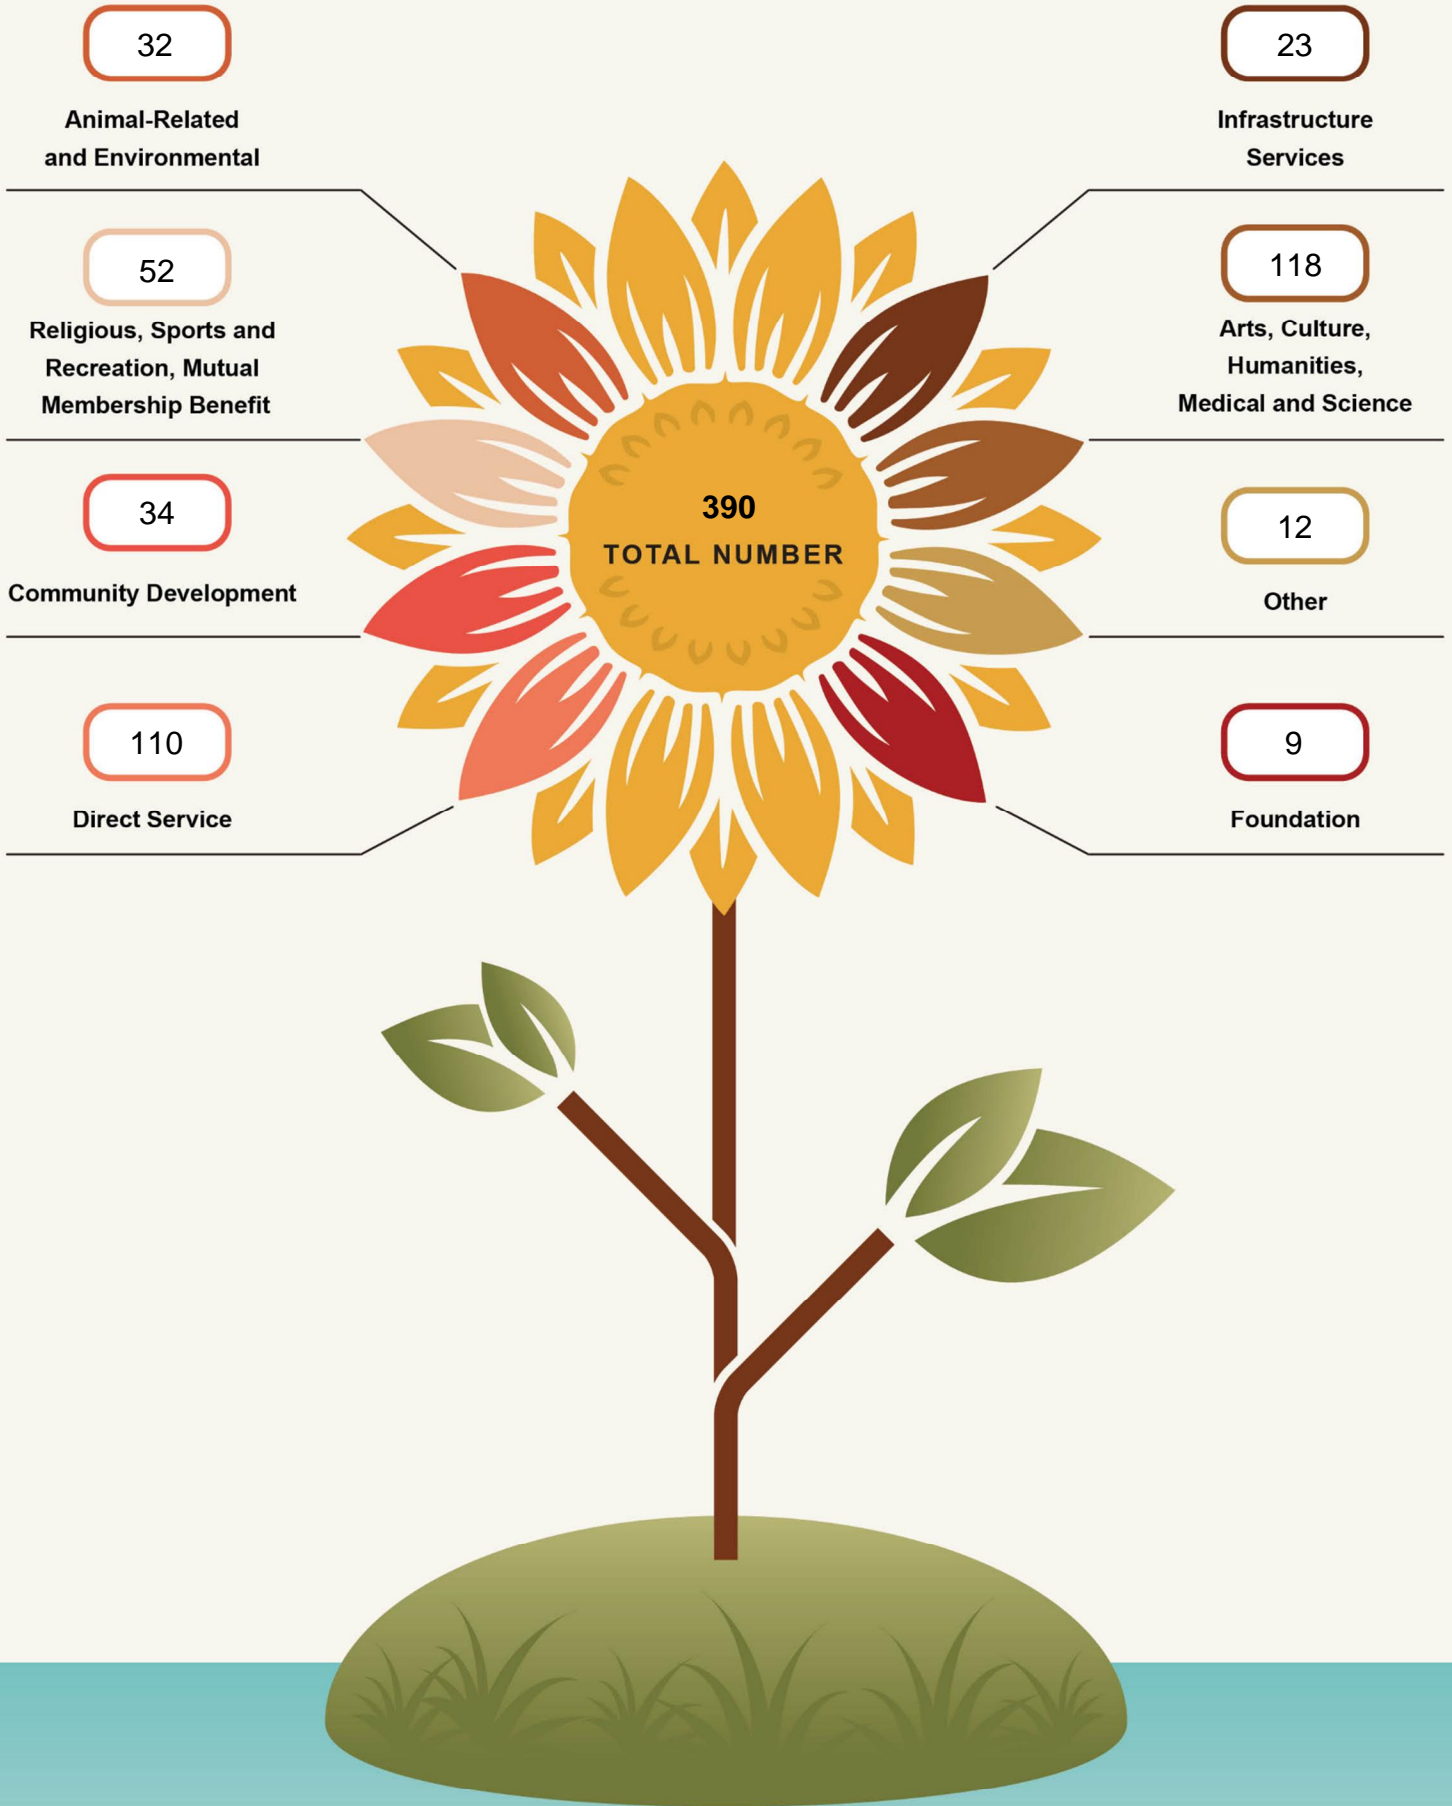 32
Animal-Related
and Environmental
52
Religious, Sports and
Recreation, Mutual
Membership Benefit
34
Community Development
110
Direct Service
390
TOTAL NUMBER
23
Infrastructure
Services
118
Arts, Culture,
Humanities,
Medical and Science
12
Other
9
Foundation